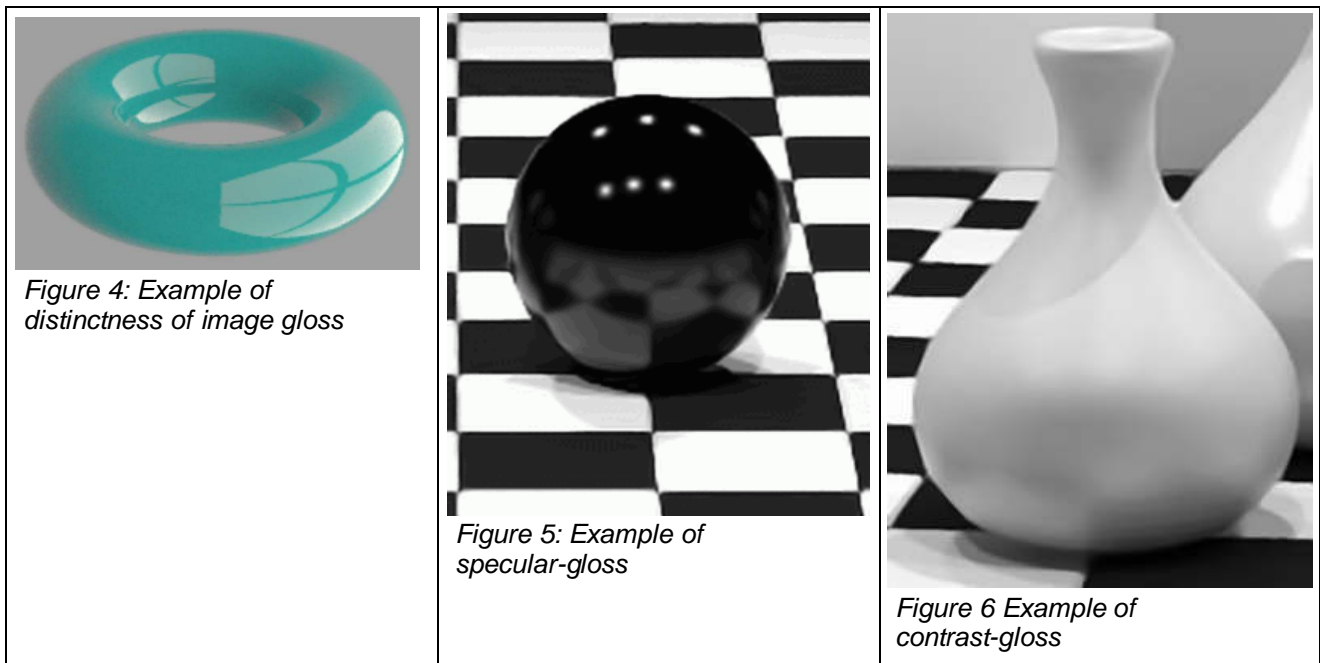 Figure 4: Example of
distinctness of image gloss
Figure 5: Example of
specular-gloss
Figure 6 Example of
contrast-gloss